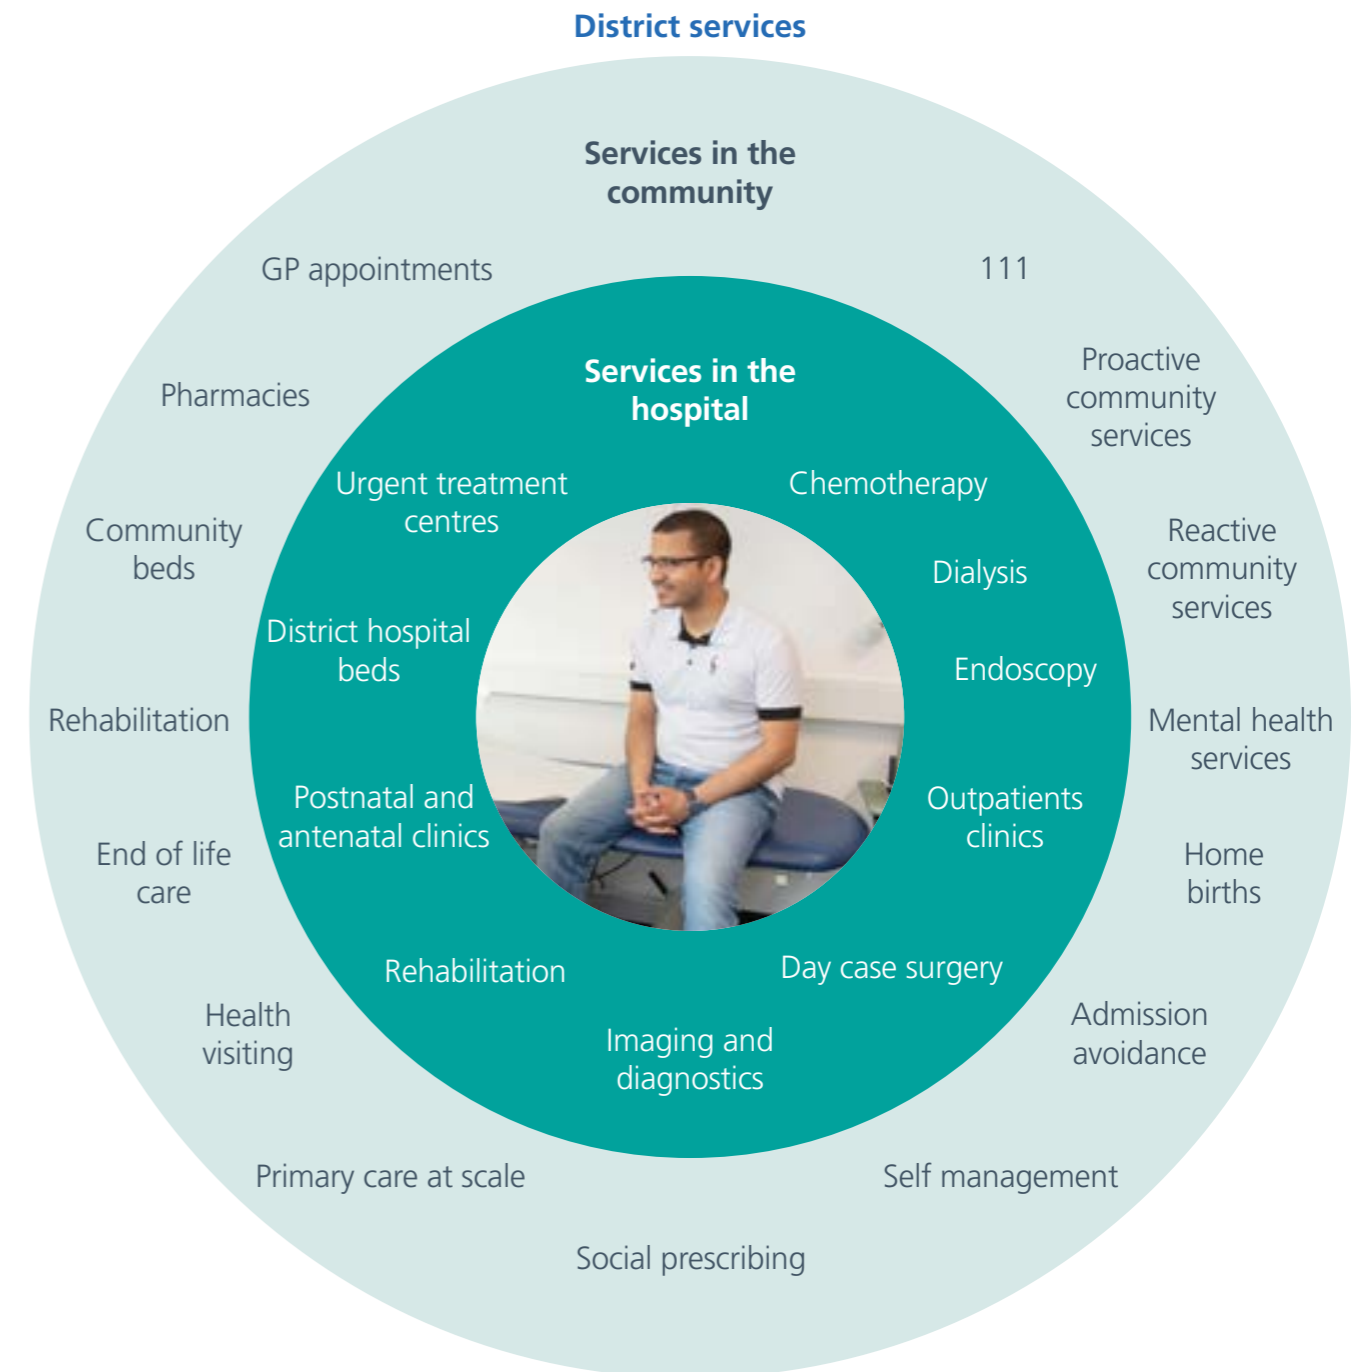 District services
Services in the
community
GP appointments
111
Pharmacies
Proactive
community
services
Community
beds
Reactive
community
services
Rehabilitation
Mental health
services
End of life
care
Home
births
Health
visiting
Admission
avoidance
Primary care at scale
Self management
Social prescribing
Services in the
hospital
Urgent treatment
centres
Chemotherapy
Dialysis
District hospital
beds
Endoscopy
Postnatal and
antenatal clinics
Outpatients
clinics
Rehabilitation
Day case surgery
Imaging and
diagnostics